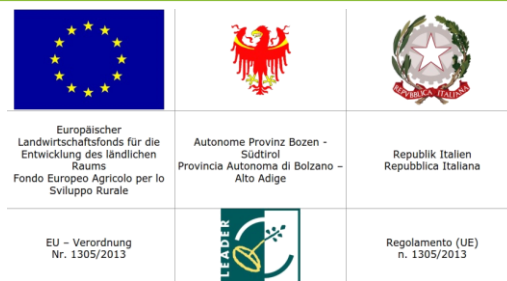 REPVBBLICA ITALIANA
Europäischer
Landwirtschaftsfonds für die
Entwicklung des ländlichen
Raums
Fondo Europeo Agricolo per lo
Sviluppo Rurale
Autonome Provinz Bozen -
Südtirol
Provincia Autonoma di Bolzano –
Alto Adige
Republik Italien
Repubblica Italiana
EU – Verordnung
Nr. 1305/2013
LEADER
Regolamento (UE)
n. 1305/2013